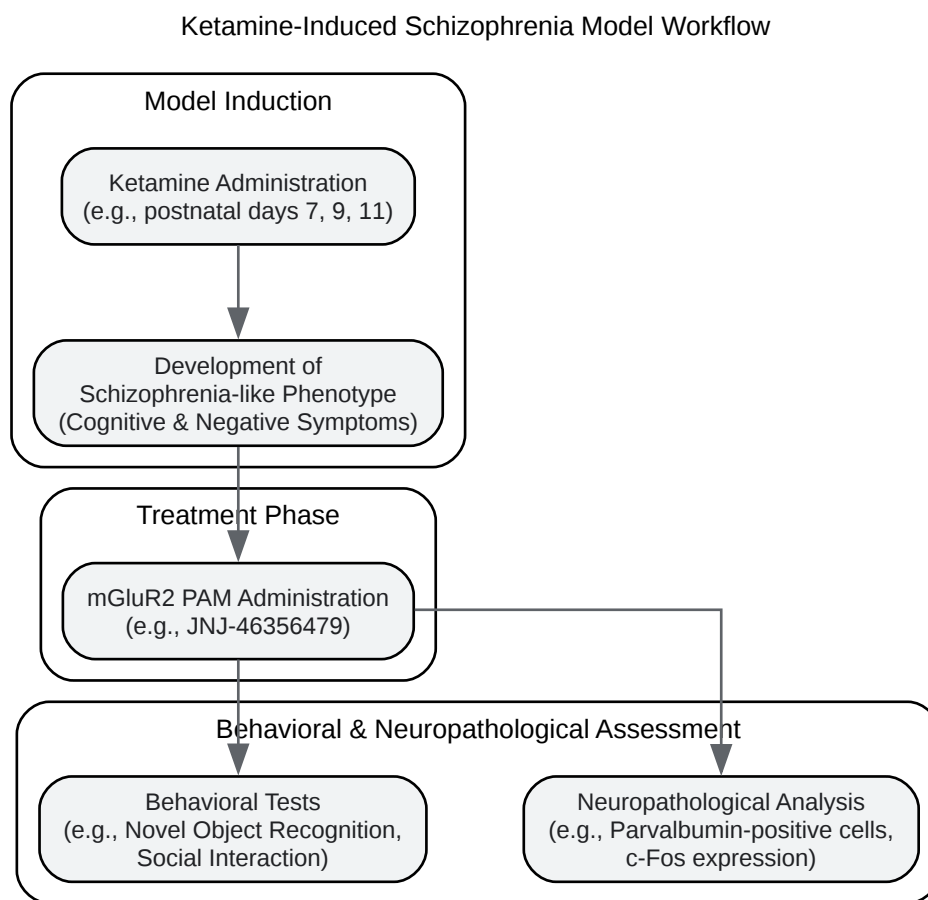 Ketamine-Induced Schizophrenia Model Workflow
Model Induction
Ketamine Administration
(e.g., postnatal days 7, 9, 11)
Development of
Schizophrenia-like Phenotype
(Cognitive & Negative Symptoms)
Treatment Phase
mGluR2 PAM Administration
(e.g., JNJ-46356479)
Behavioral & Neuropathological Assessment
Behavioral Tests
(e.g., Novel Object Recognition,
Social Interaction)
Neuropathological Analysis
(e.g., Parvalbumin-positive cells,
c-Fos expression)